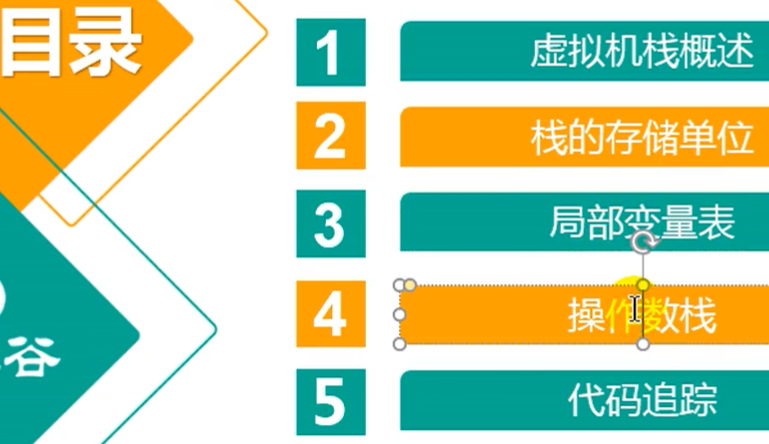 目录
1 虚拟机栈概述
2 栈的存储单位
3 局部变量表
4 操作数栈
5 代码追踪
谷